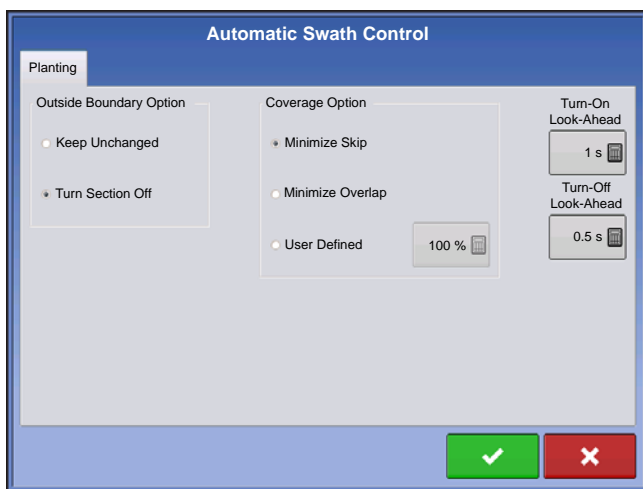 Automatic Swath Control
Planting
Outside Boundary Option
Keep Unchanged
Turn Section Off
Coverage Option
Minimize Skip
Minimize Overlap
User Defined
100 %
Turn-On
Look-Ahead
1 s
Turn-Off
Look-Ahead
0.5 s